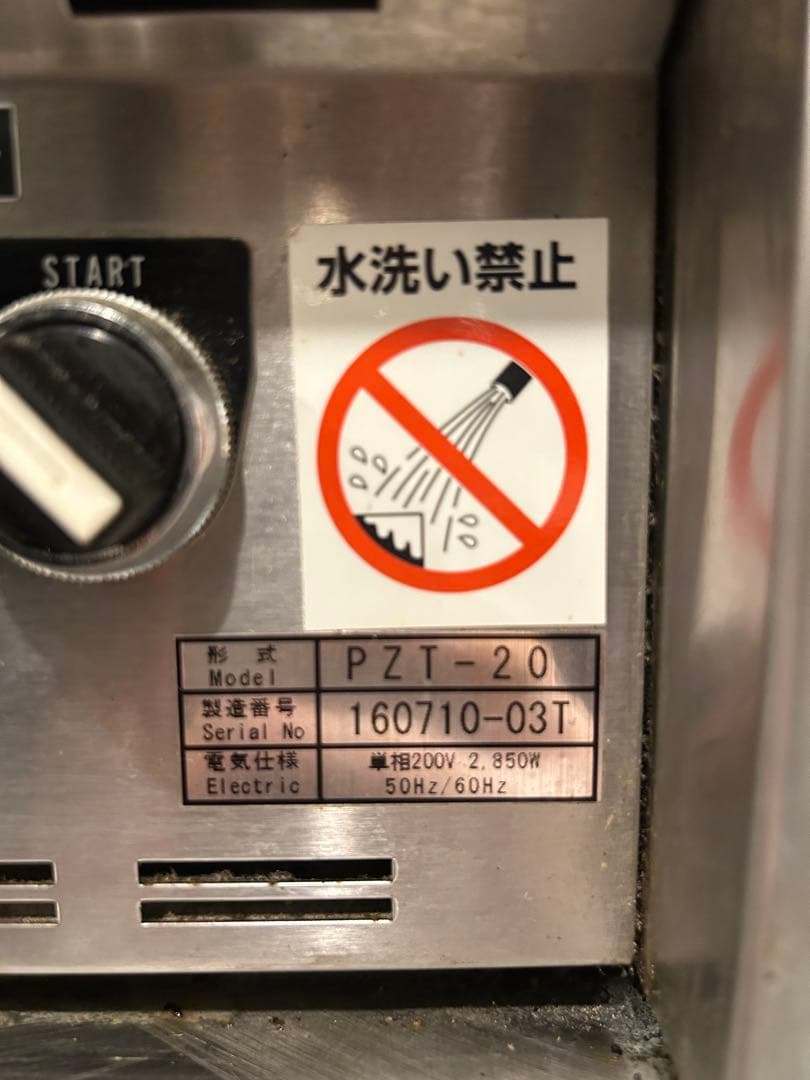 START
水洗い禁止
形 式
Model
PZT-20
製造番号
Serial No
160710-03T
電気仕様
Electric
単相200V 2,850W
50Hz/60Hz